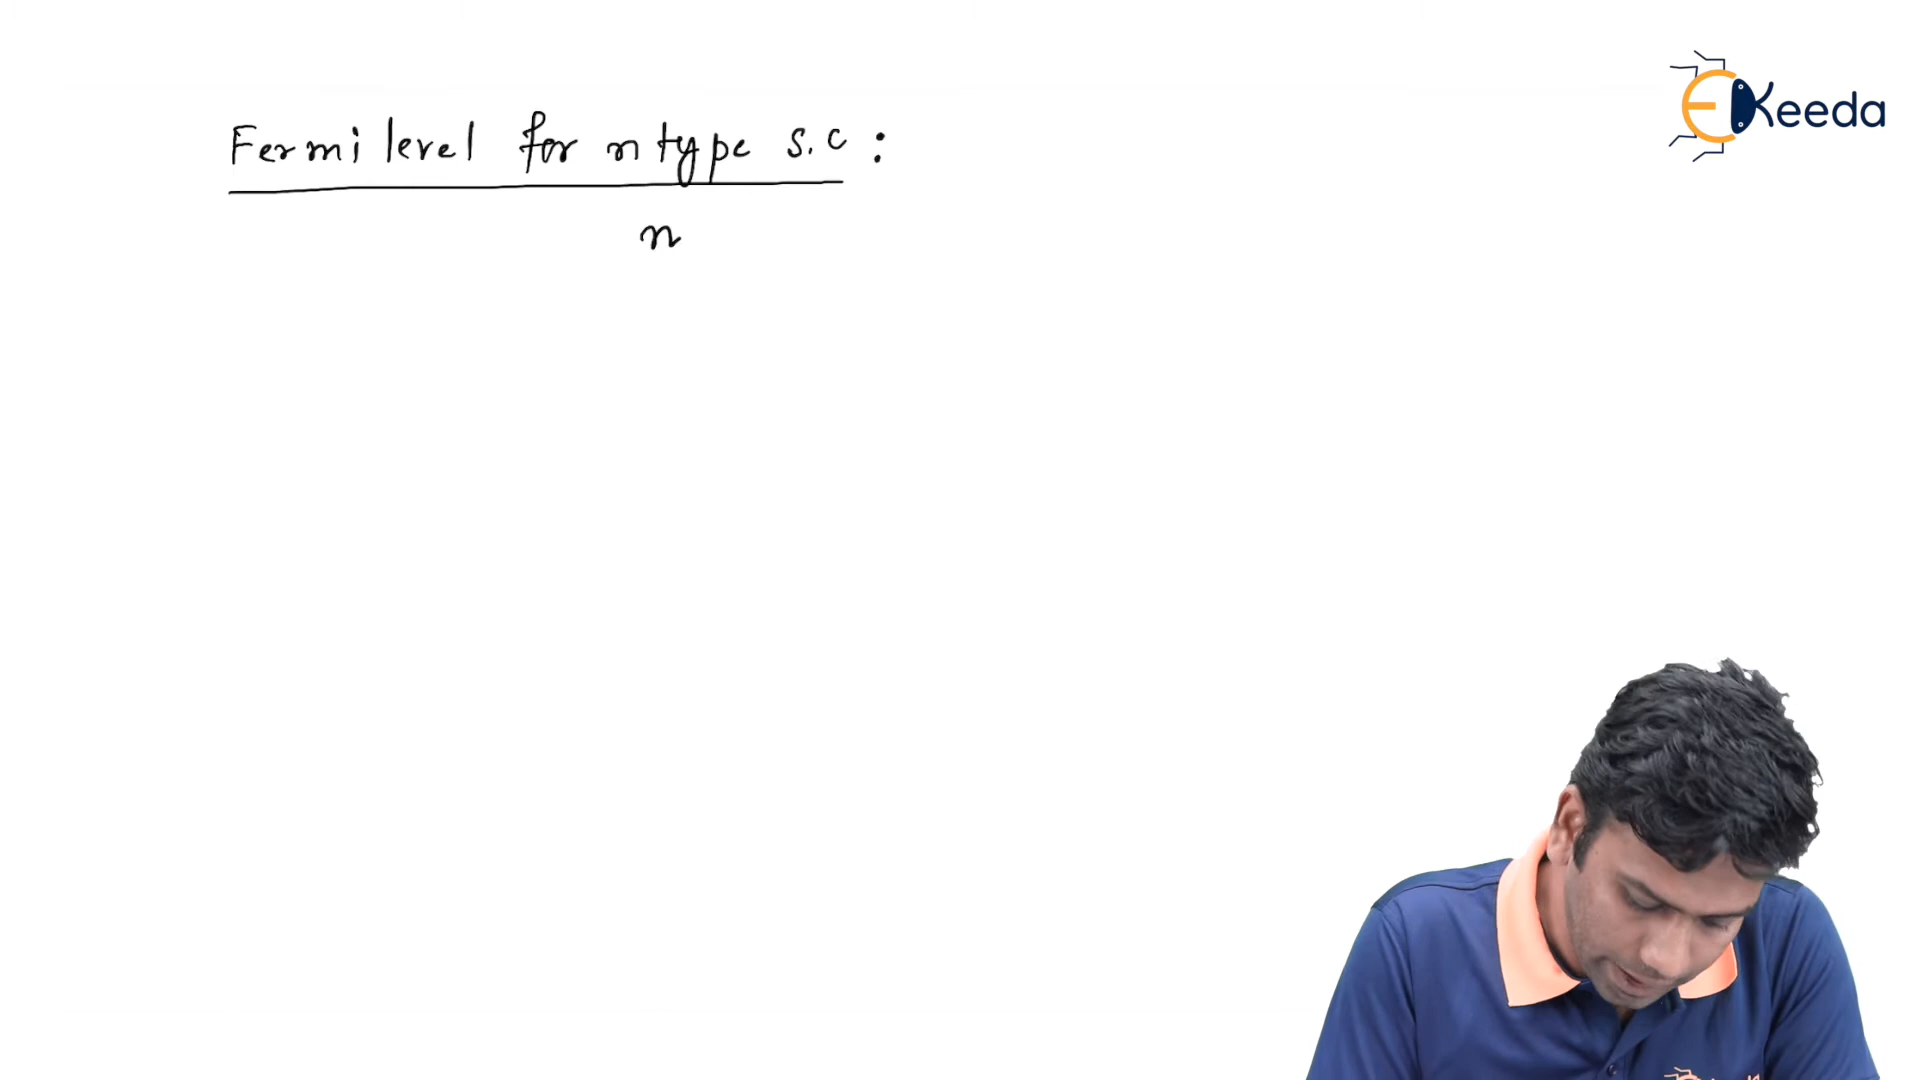 Fermi level for n type s.c :
n
EKeeda